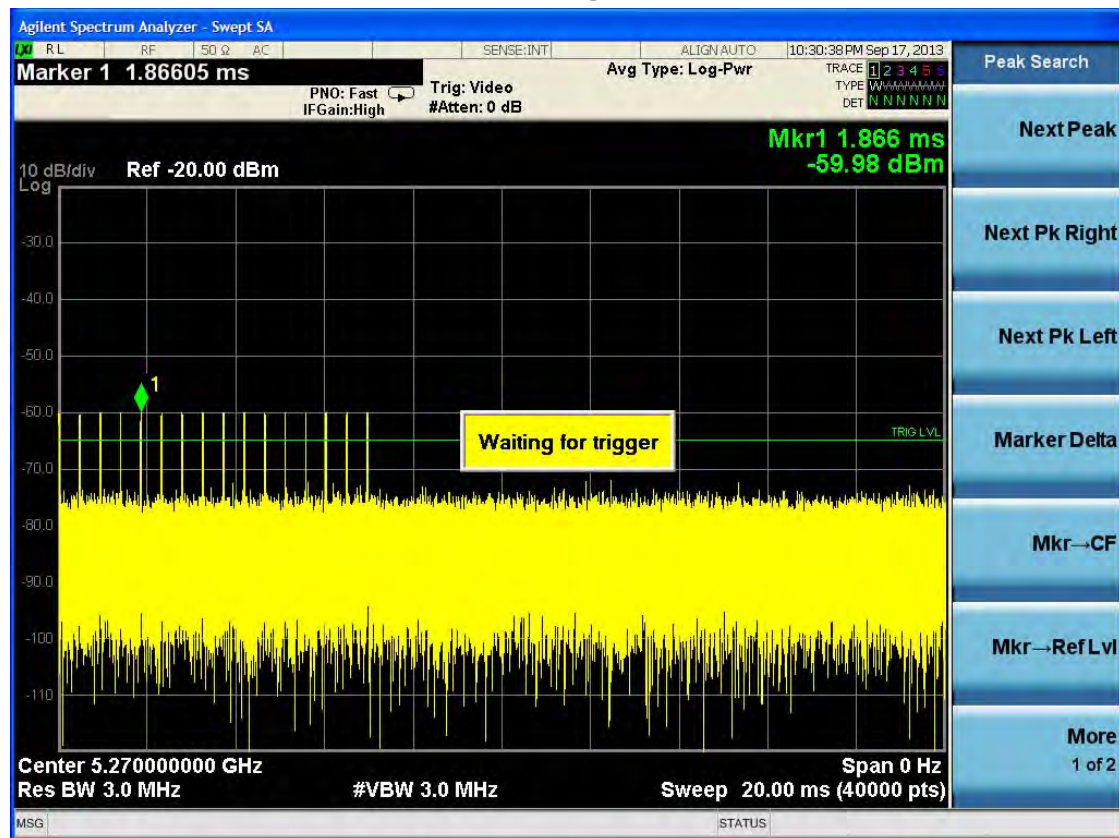 Agilent Spectrum Analyzer - Swept SA
LXI RL RF 50 Ω AC SENSE:INT ALIGN AUTO 10:30:38 PM Sep 17, 2013
Marker 1 1.86605 ms
PNO: Fast
IFGain:High
Trig: Video
#Atten: 0 dB
Avg Type: Log-Pwr
TRACE 1 2 3 4 5 6
TYPE WWWWWW
DET N N N N N N
Mkr1 1.866 ms
-59.98 dBm
10 dB/div Ref -20.00 dBm
Log
-30.0
-40.0
-50.0
1
-60.0
TRIG LVL
Waiting for trigger
-70.0
-80.0
-90.0
-100
-110
Center 5.270000000 GHz Span 0 Hz
Res BW 3.0 MHz #VBW 3.0 MHz Sweep 20.00 ms (40000 pts)
MSG STATUS
Peak Search
Next Peak
Next Pk Right
Next Pk Left
Marker Delta
Mkr→CF
Mkr→Ref Lvl
More
1 of 2